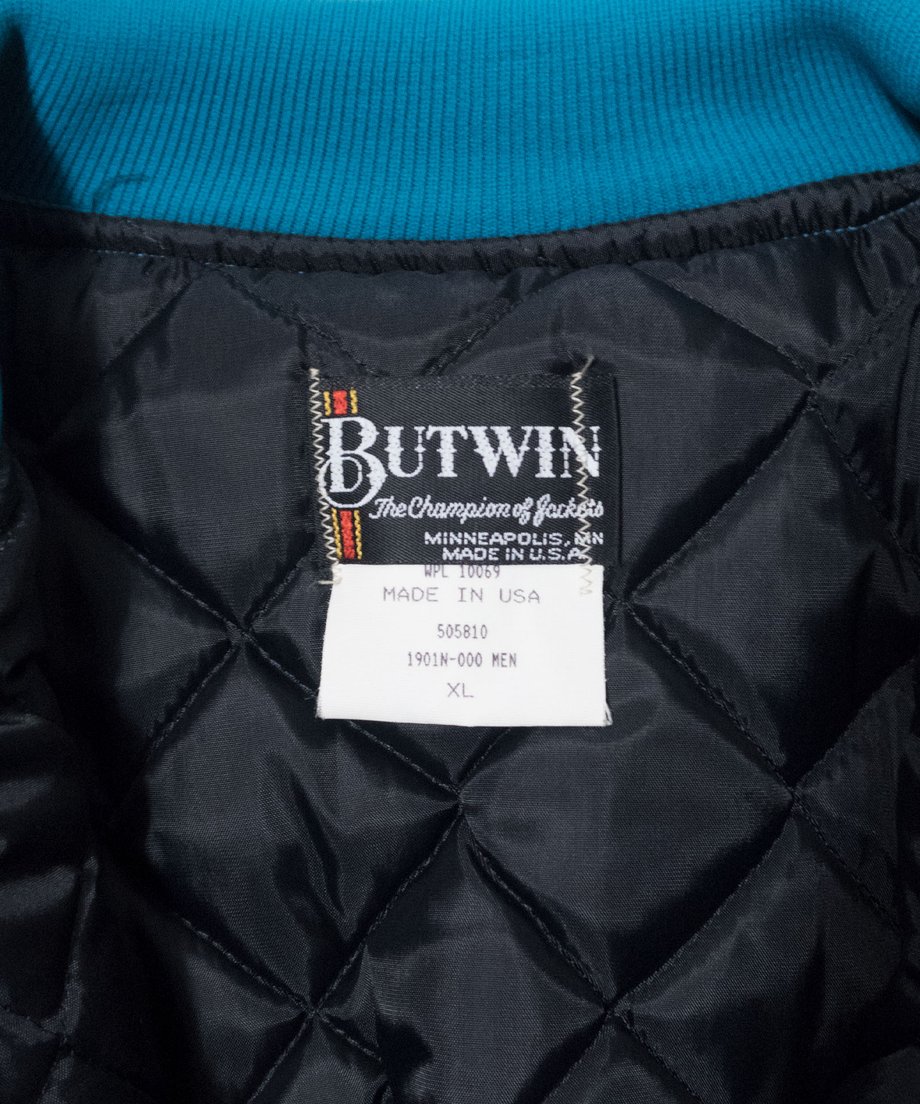 BUTWIN
The Champion of Jackets
MINNEAPOLIS, MN
MADE IN U.S.A.
WPL 10069
MADE IN USA
505810
1901N-000 MEN
XL